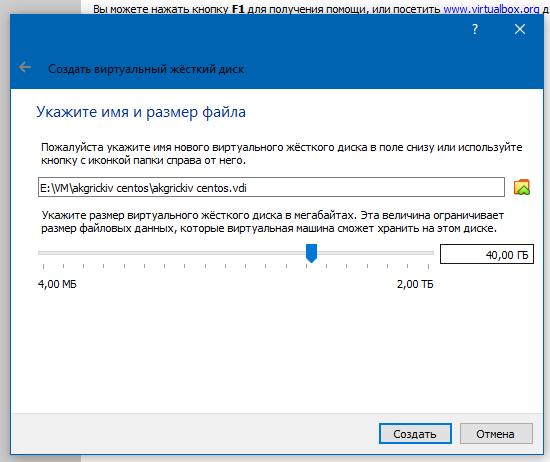 Вы можете нажать кнопку F1 для получения помощи, или посетить www.virtualbox.org д
Создать виртуальный жёсткий диск
Укажите имя и размер файла
Пожалуйста укажите имя нового виртуального жёсткого диска в поле снизу или используйте
кнопку с иконкой папки справа от него.
E:\VM\akgrickiv centos\akgrickiv centos.vdi
Укажите размер виртуального жёсткого диска в мегабайтах. Эта величина ограничивает
размер файловых данных, которые виртуальная машина сможет хранить на этом диске.
40,00 ГБ
4,00 МБ 2,00 ТБ
Создать Отмена